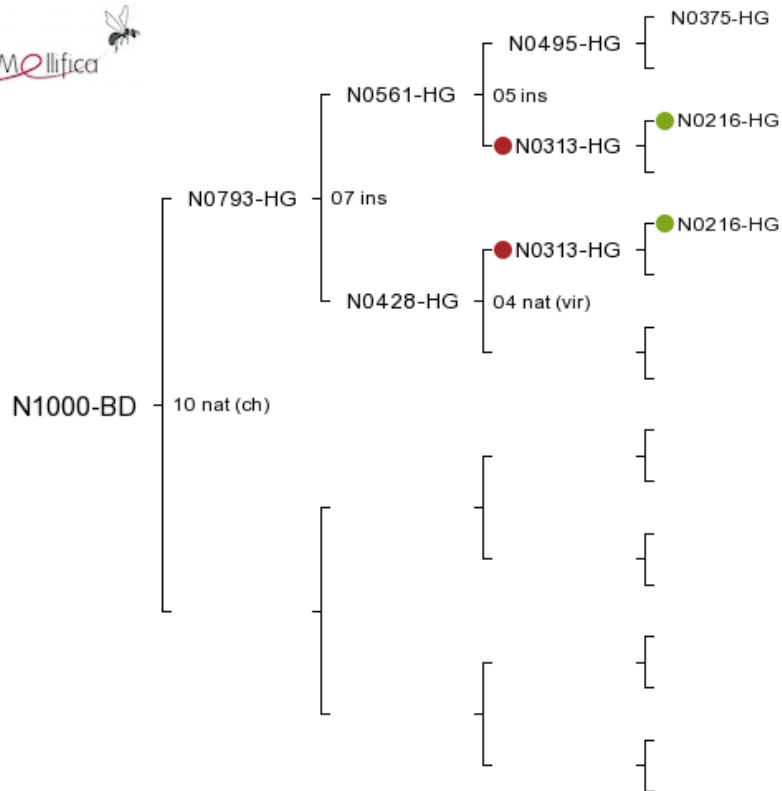 Mellifica
N0375-HG
N0495-HG
N0561-HG
05 ins
N0216-HG
N0313-HG
N0793-HG
07 ins
N0216-HG
N0313-HG
N0428-HG
04 nat (vir)
N1000-BD
10 nat (ch)